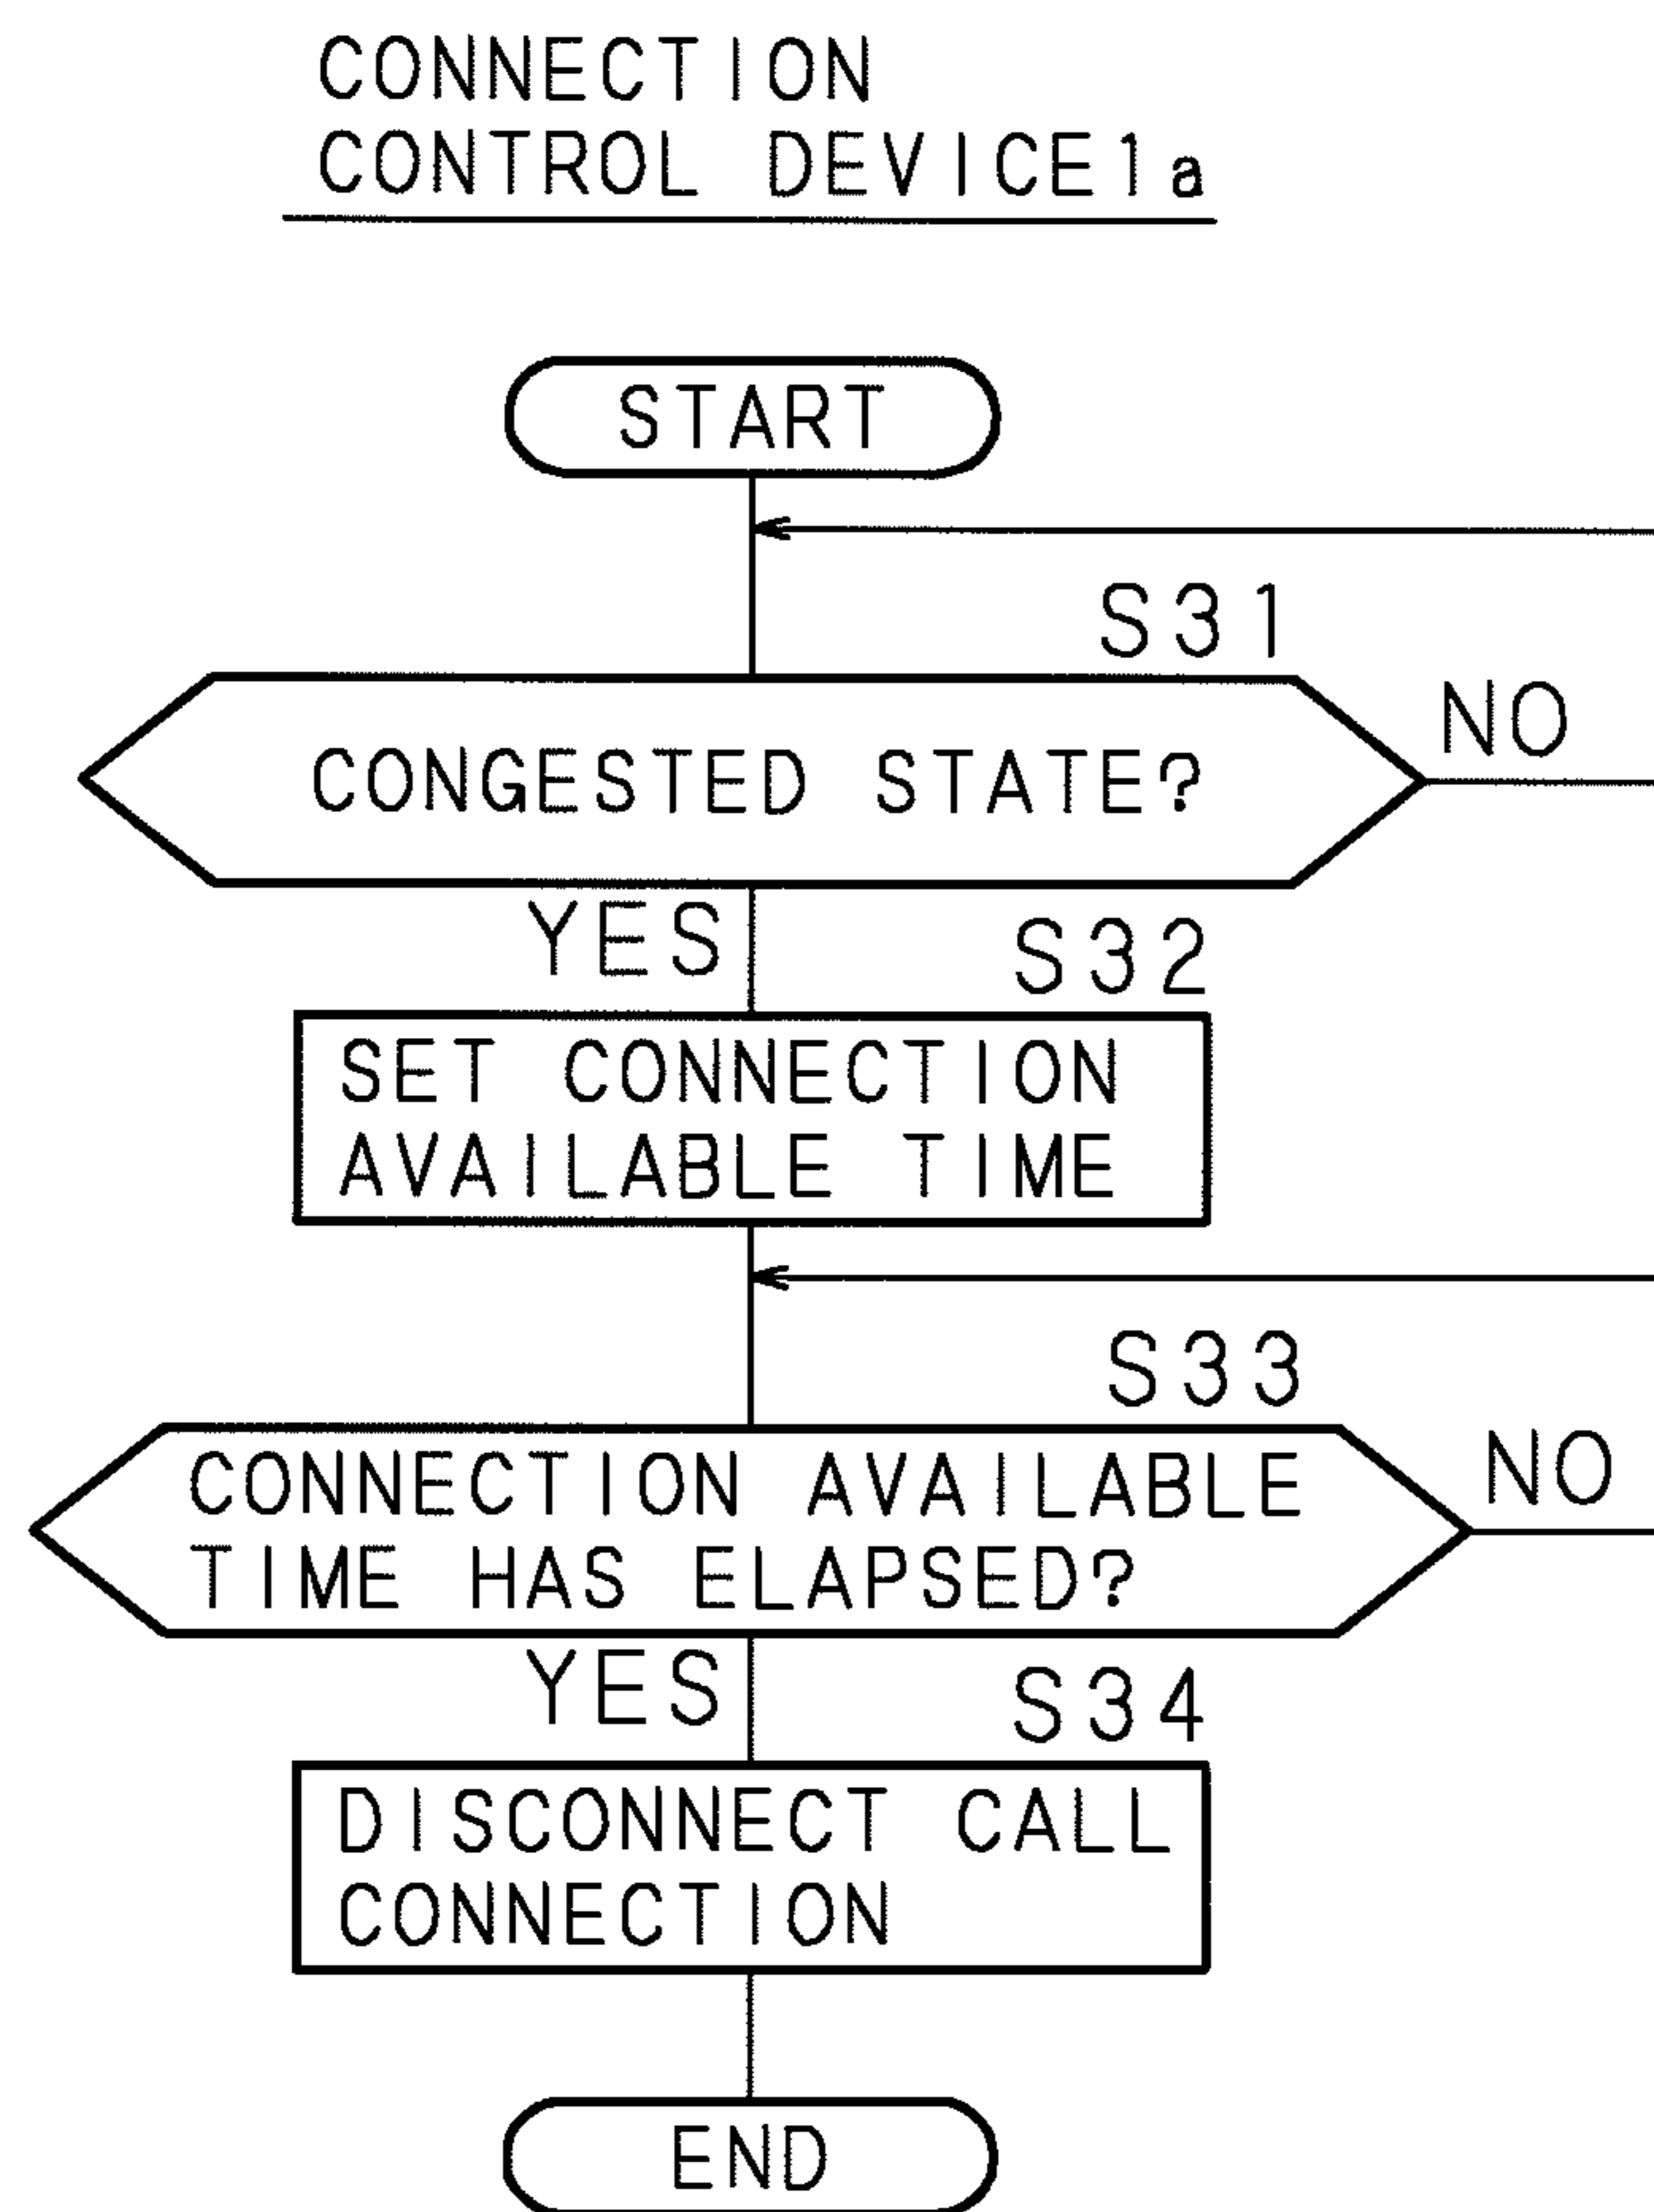 CONNECTION
CONTROL DEVICE1a
START
S31
CONGESTED STATE?
NO
YES
S32
SET CONNECTION
AVAILABLE TIME
S33
CONNECTION AVAILABLE
TIME HAS ELAPSED?
NO
YES
S34
DISCONNECT CALL
CONNECTION
END